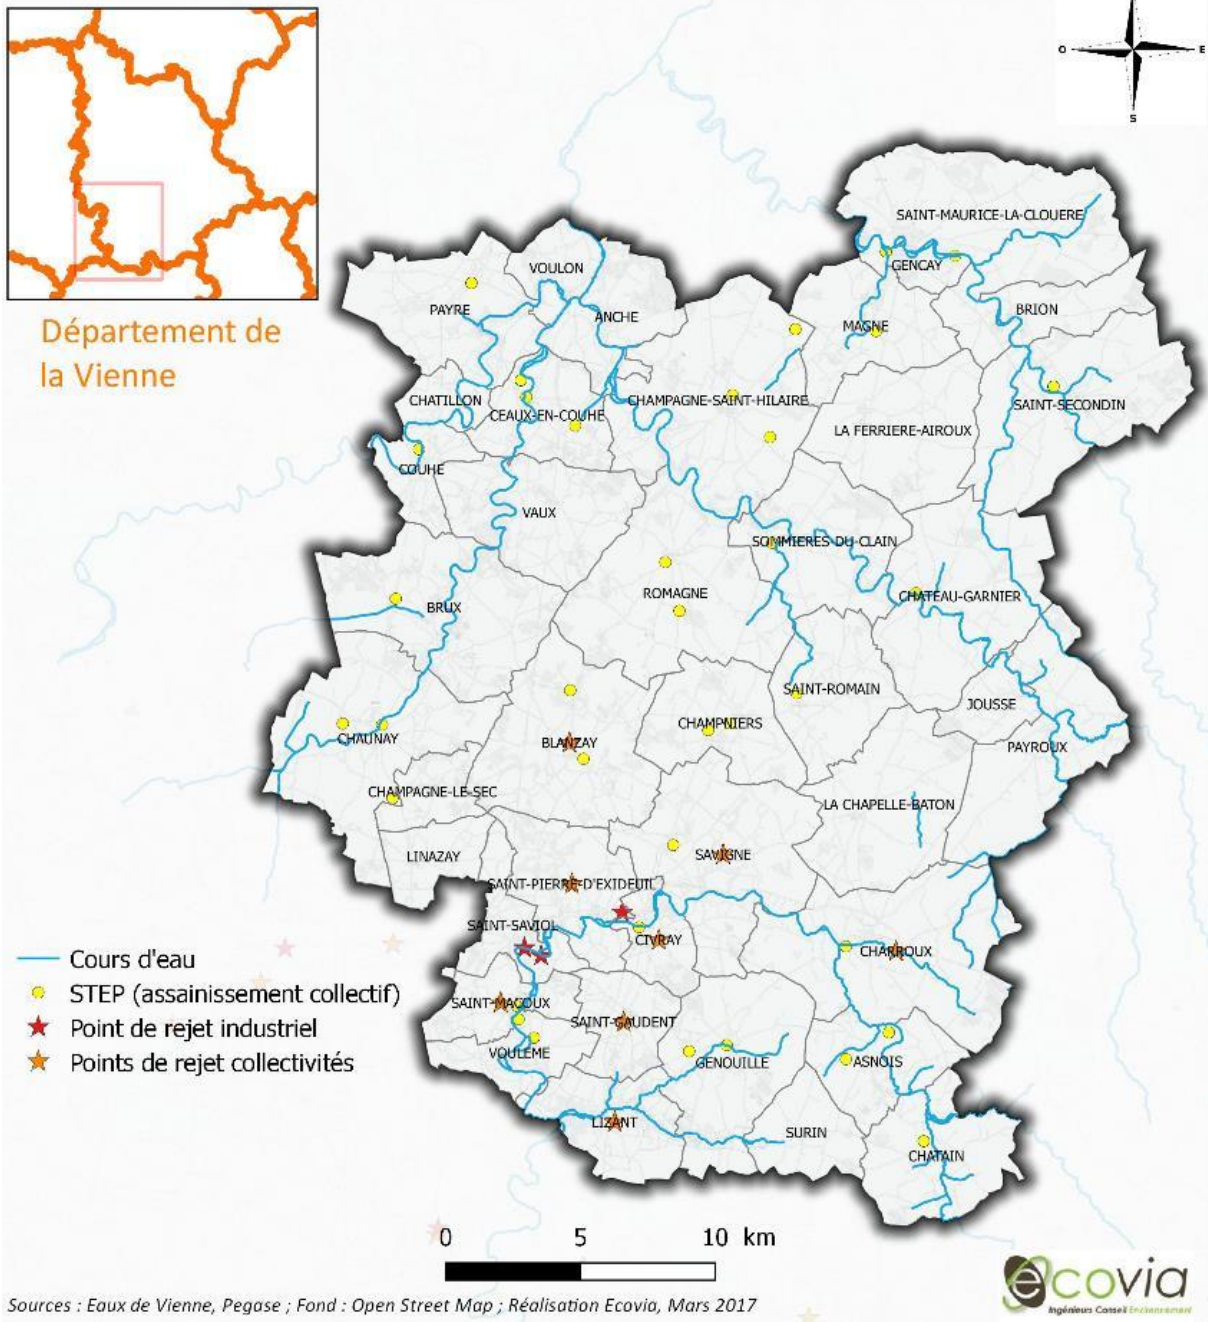 O
E
S
Département de
la Vienne
SAINT-MAURICE-LA-CLOUERE
GENCAY
VOULON
PAYRE
ANCHE
MAGNE
BRION
CHATILLON
CEAUX-EN-COUHE
CHAMPAGNE-SAINT-HILAIRE
SAINT-SECONDIN
LA FERRIERE-AIROUX
COUHE
VAUX
SOMMIERES DU-CLAIN
ROMAGNE
CHATEAU-GARNIER
BRUX
SAINT-ROMAIN
JOUSSE
CHAUNAY
BLANZAY
CHAMPNIERS
PAYROUX
CHAMPAGNE-LE-SEC
LA CHAPELLE-BATON
LINAZAY
SAVIGNE
SAINT-PIERRE-D'EXIDEUIL
SAINT-SAVIOL
CIVRAY
CHARROUX
Cours d'eau
STEP (assainissement collectif)
Point de rejet industriel
Points de rejet collectivités
SAINT-MACOUX
SAINT-GAUDENT
VOULEME
GENOUILLE
ASNOIS
LIZANT
SURIN
CHATAIN
0 5 10 km
ecovia
Ingénieurs Conseil Environnement
Sources : Eaux de Vienne, Pegase ; Fond : Open Street Map ; Réalisation Ecovia, Mars 2017